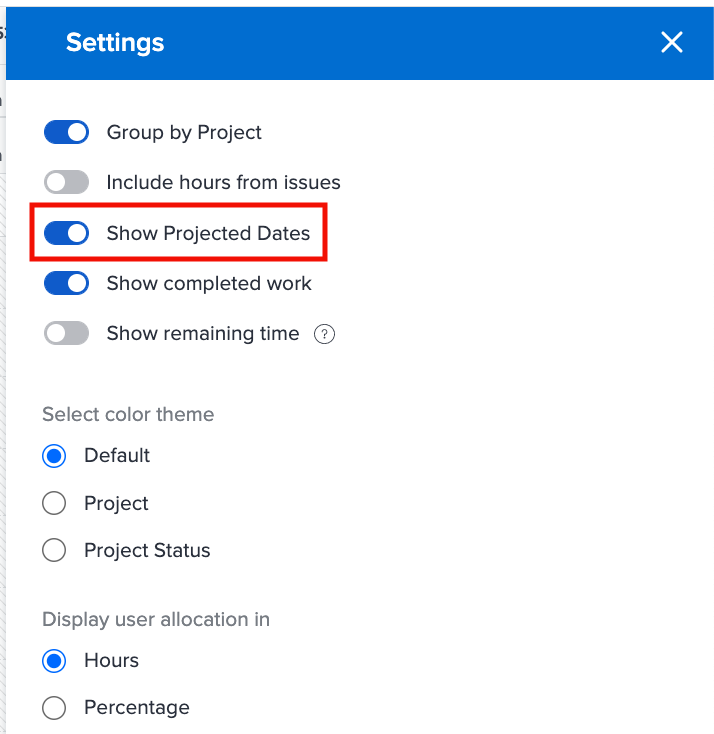 Settings
Group by Project
Include hours from issues
Show Projected Dates
Show completed work
Show remaining time ?
Select color theme
Default
Project
Project Status
Display user allocation in
Hours
Percentage